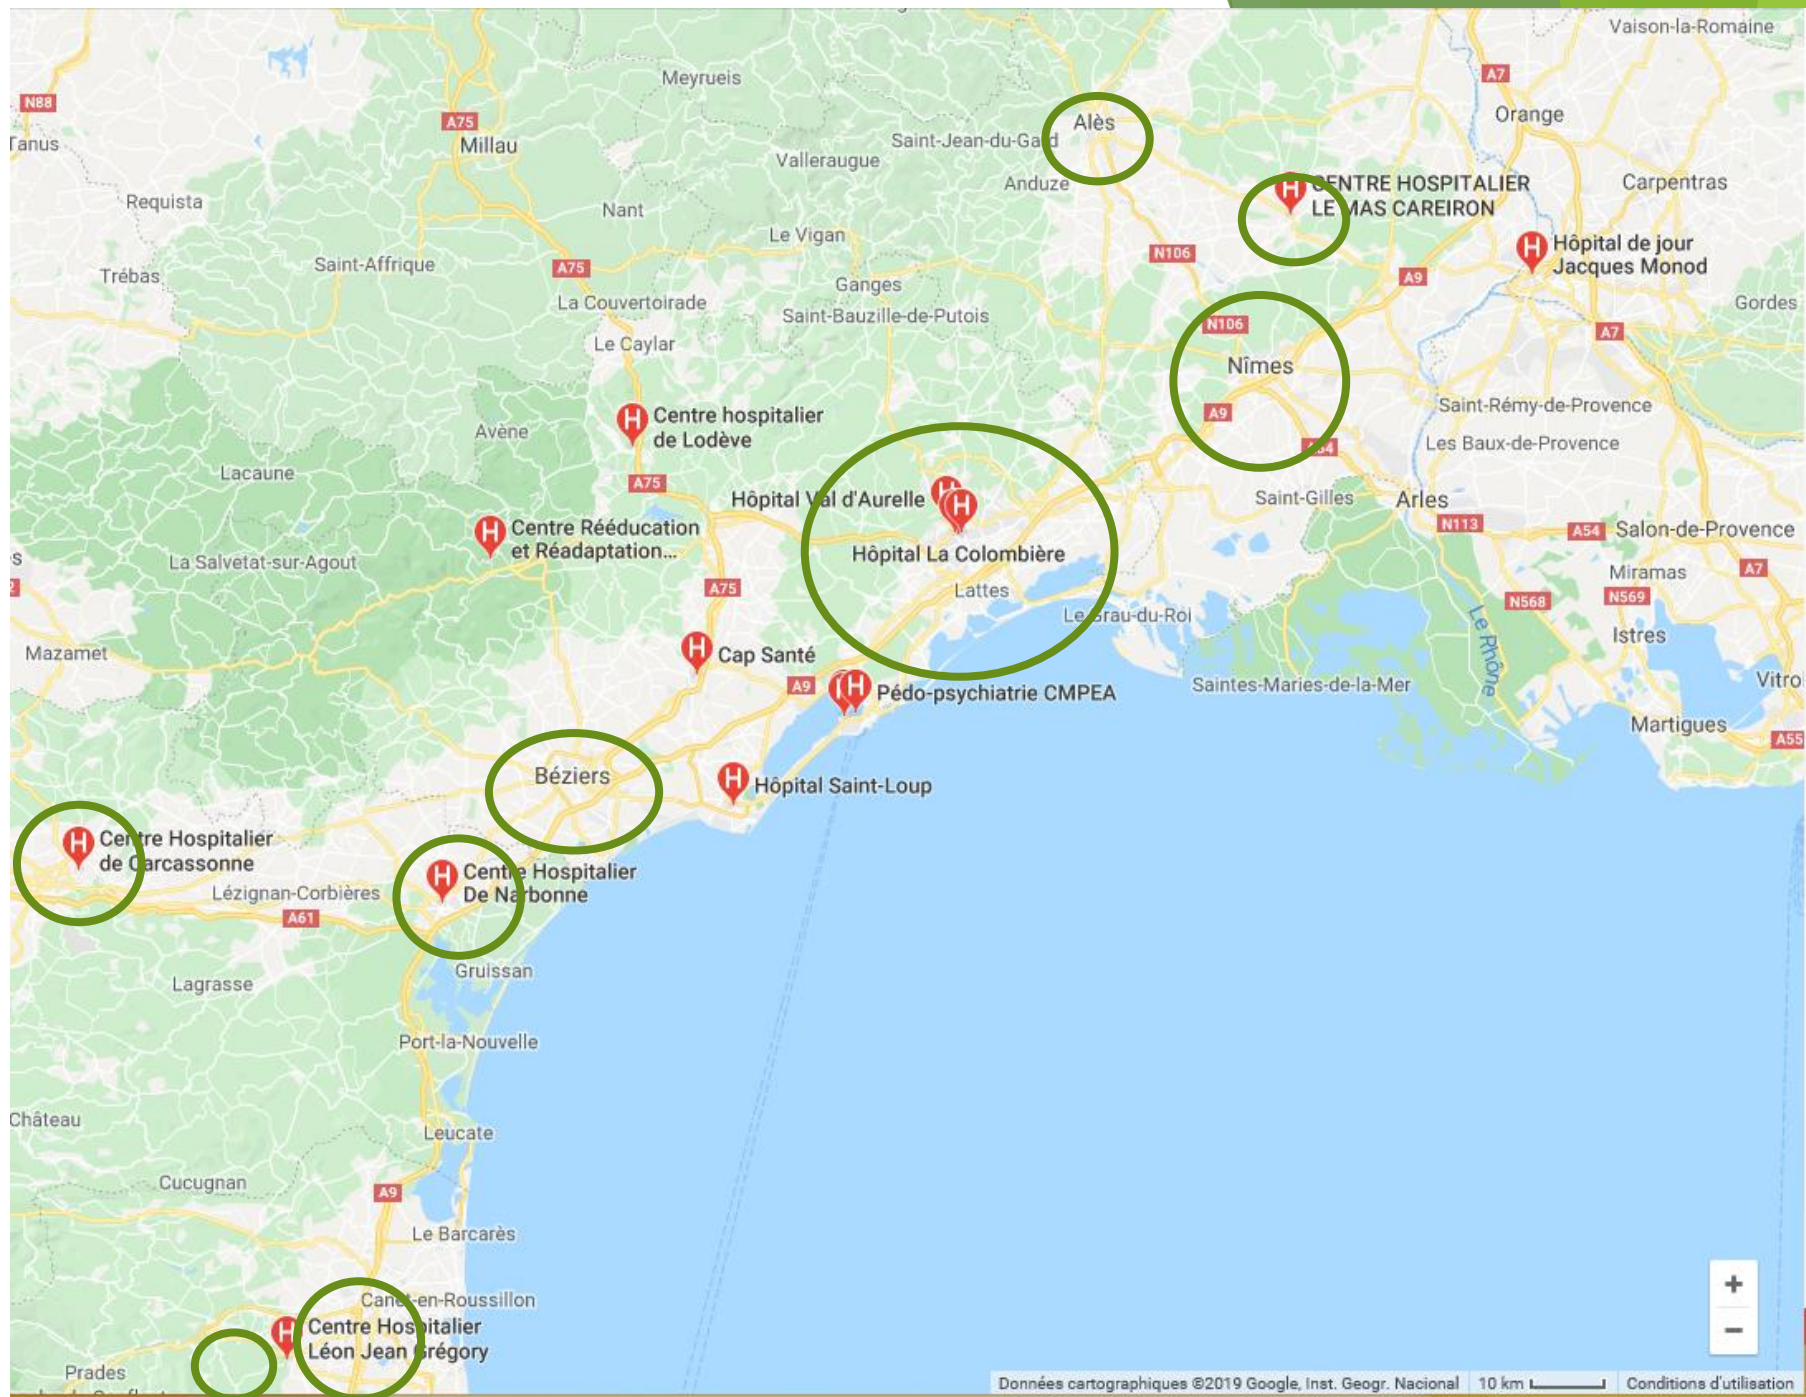 Vaison-la-Romaine
Meyrueis
A7
N88
Orange
A75
Alès
Tanus
Millau
Saint-Jean-du-Gard
Valleraugue
Anduze
CENTRE HOSPITALIER
LE MAS CAREIRON
Carpentras
Requista
Nant
Le Vigan
N106
Hôpital de jour
Jacques Monod
Saint-Affrique
A75
Trébas
A9
Ganges
La Couvertoirade
Gordes
Saint-Bauzille-de-Putois
N106
A7
Le Caylar
Nîmes
Saint-Rémy-de-Provence
A9
Centre hospitalier
de Lodève
Avène
Les Baux-de-Provence
A54
Lacaune
A75
Hôpital Val d'Aurelle
Saint-Gilles
Arles
N113
A54
Salon-de-Provence
Centre Rééducation
et Réadaptation...
Hôpital La Colombière
La Salvetat-sur-Agout
Miramas
A7
A75
Lattes
N568
N569
Le Grau-du-Roi
Istres
Le Rhône
Mazamet
Cap Santé
A9
Pédo-psychiatrie CMPEA
Saintes-Maries-de-la-Mer
Vitrol
Martigues
A55
Béziers
Hôpital Saint-Loup
Centre Hospitalier
de Carcassonne
Centre Hospitalier
De Narbonne
Lézignan-Corbières
A61
Gruissan
Lagrasse
Port-la-Nouvelle
Château
Leucate
Cucugnan
A9
Le Barcarès
+
Canet-en-Roussillon
Centre Hospitalier
Léon Jean Grégory
−
Prades
Données cartographiques ©2019 Google, Inst. Geogr. Nacional 10 km Conditions d'utilisation